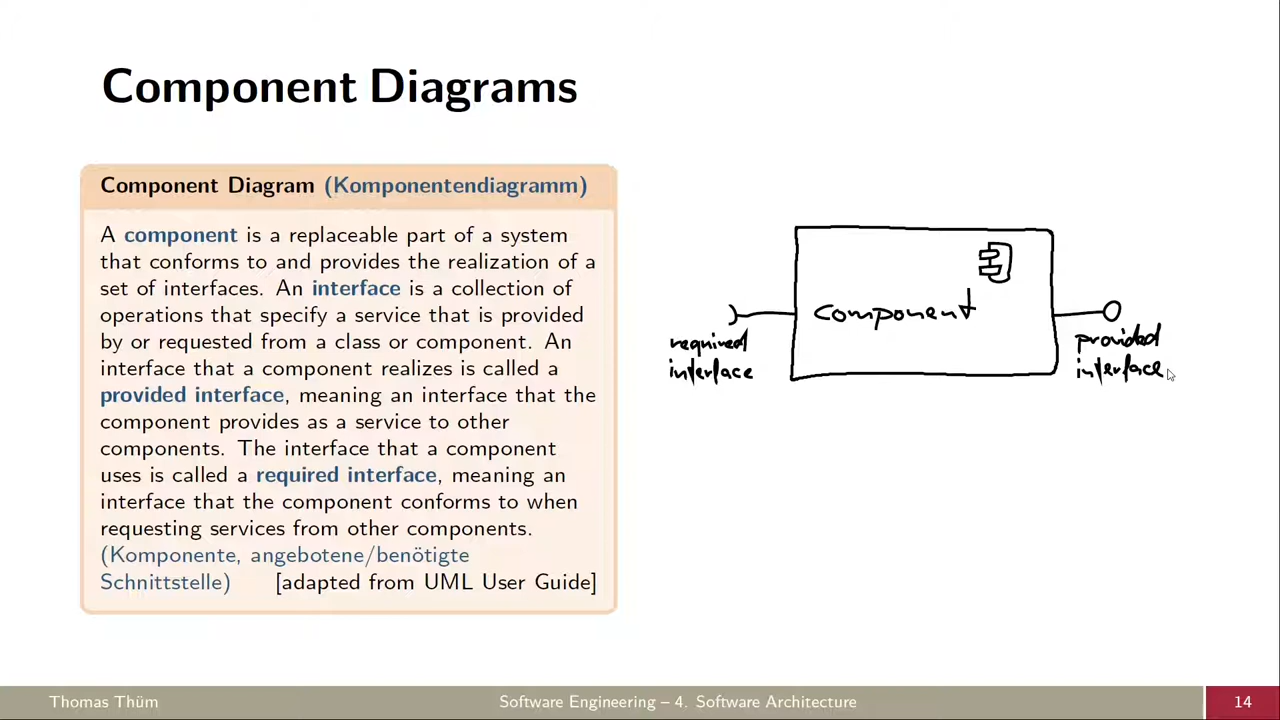 Component Diagrams
Component Diagram (Komponentendiagramm)
A component is a replaceable part of a system
that conforms to and provides the realization of a
set of interfaces. An interface is a collection of
operations that specify a service that is provided
by or requested from a class or component. An
interface that a component realizes is called a
provided interface, meaning an interface that the
component provides as a service to other
components. The interface that a component
uses is called a required interface, meaning an
interface that the component conforms to when
requesting services from other components.
(Komponente, angebotene/benötigte
Schnittstelle) [adapted from UML User Guide]
component
required
interface
provided
interface
Thomas Thüm
Software Engineering – 4. Software Architecture
14